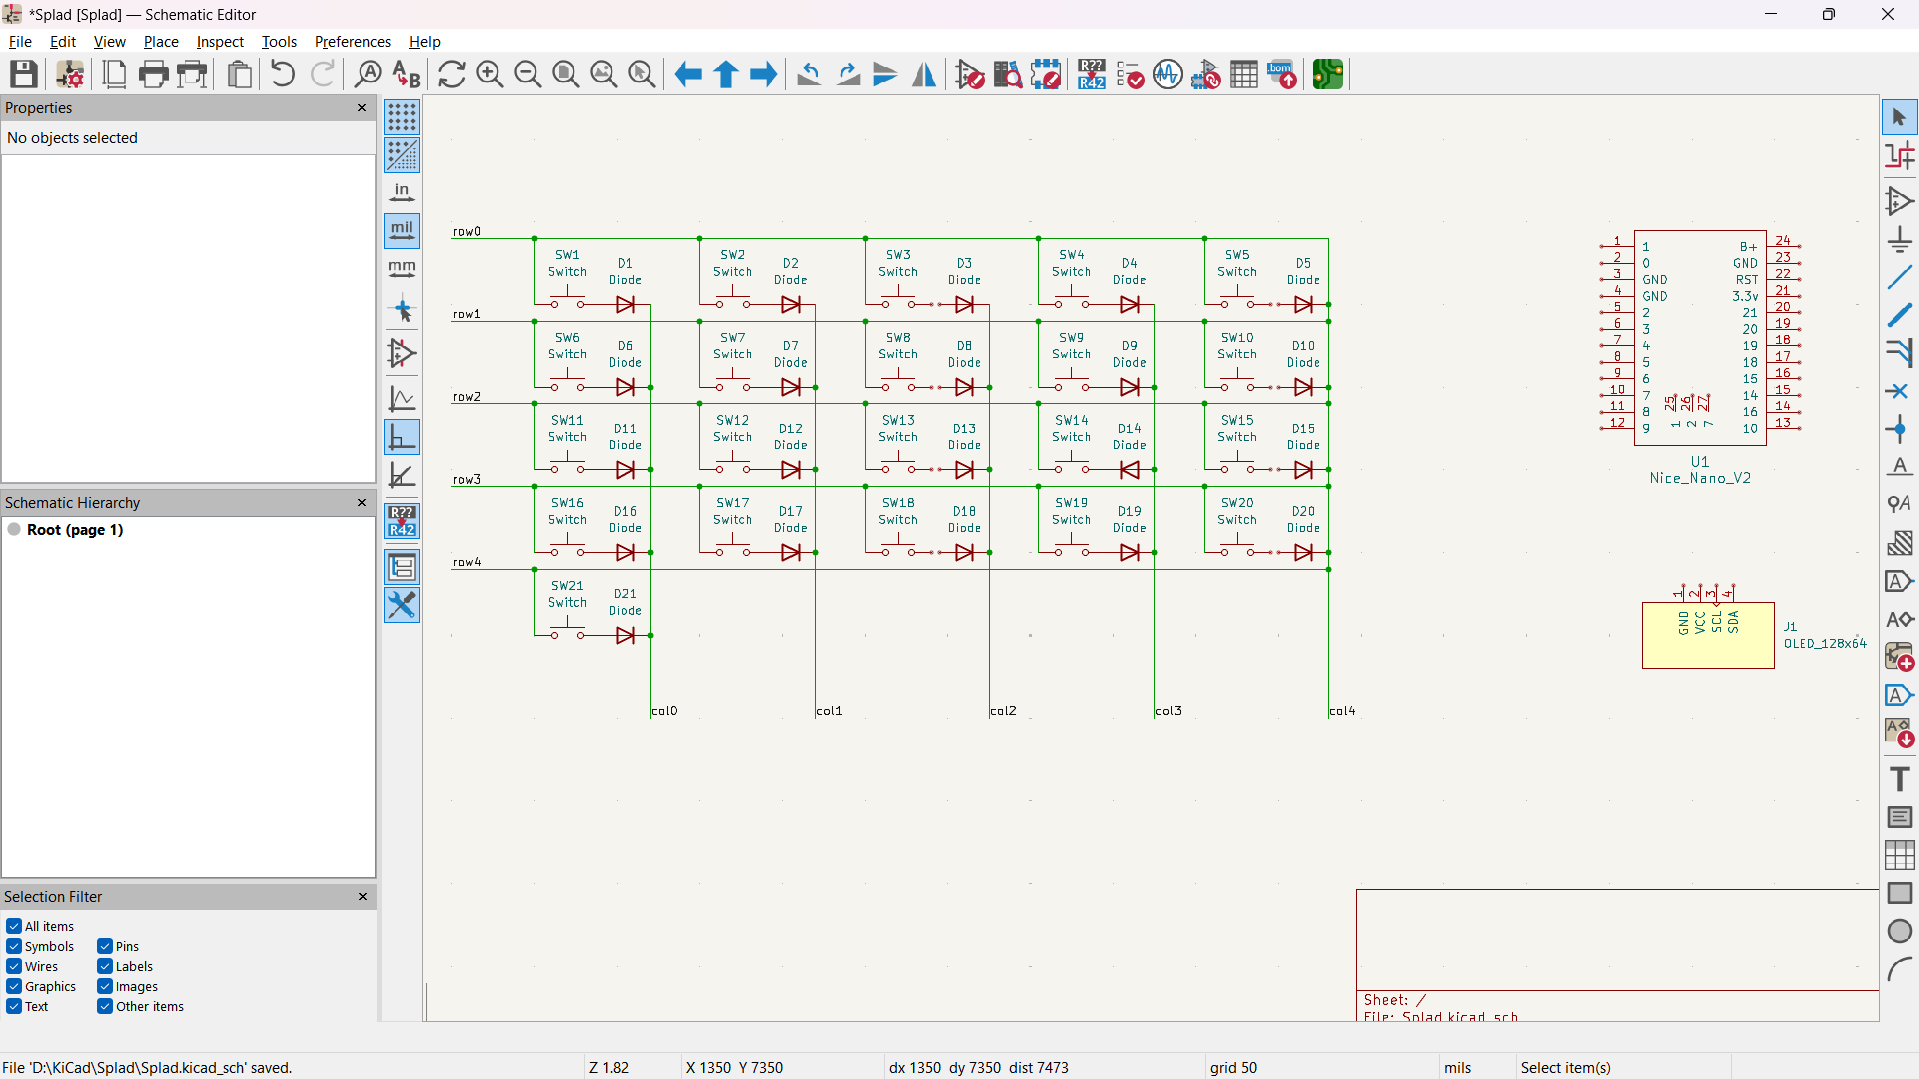 *Splad [Splad] — Schematic Editor
File Edit View Place Inspect Tools Preferences Help
Properties
No objects selected
Schematic Hierarchy
Root (page 1)
Selection Filter
All items
Symbols Pins
Wires Labels
Graphics Images
Text Other items
in
mil
mm
R??
R42
A
B
R??
R42
bom
row0
SW1 SW2 SW3 SW4 SW5
Switch D1 Switch D2 Switch D3 Switch D4 Switch D5
Diode Diode Diode Diode Diode
row1
SW6 SW7 SW8 SW9 SW10
Switch D6 Switch D7 Switch D8 Switch D9 Switch D10
Diode Diode Diode Diode Diode
row2
SW11 SW12 SW13 SW14 SW15
Switch D11 Switch D12 Switch D13 Switch D14 Switch D15
Diode Diode Diode Diode Diode
row3
SW16 SW17 SW18 SW19 SW20
Switch D16 Switch D17 Switch D18 Switch D19 Switch D20
Diode Diode Diode Diode Diode
row4
SW21
Switch D21
Diode
col0 col1 col2 col3 col4
1 1 B+ 24
2 0 GND 23
3 GND RST 22
4 GND 3.3v 21
5 2 21 20
6 3 20 19
7 4 19 18
8 5 18 17
9 6 15 16
10 7 14 15
11 8 16 14
12 9 10 13
25 26 27
1 2 7
U1
Nice_Nano_V2
1 2 3 4
GND VCC SCL SDA
J1
OLED_128x64
Sheet: /
File: Splad.kicad_sch
File 'D:\KiCad\Splad\Splad.kicad_sch' saved.
Z 1.82
X 1350 Y 7350
dx 1350 dy 7350 dist 7473
grid 50
mils
Select item(s)